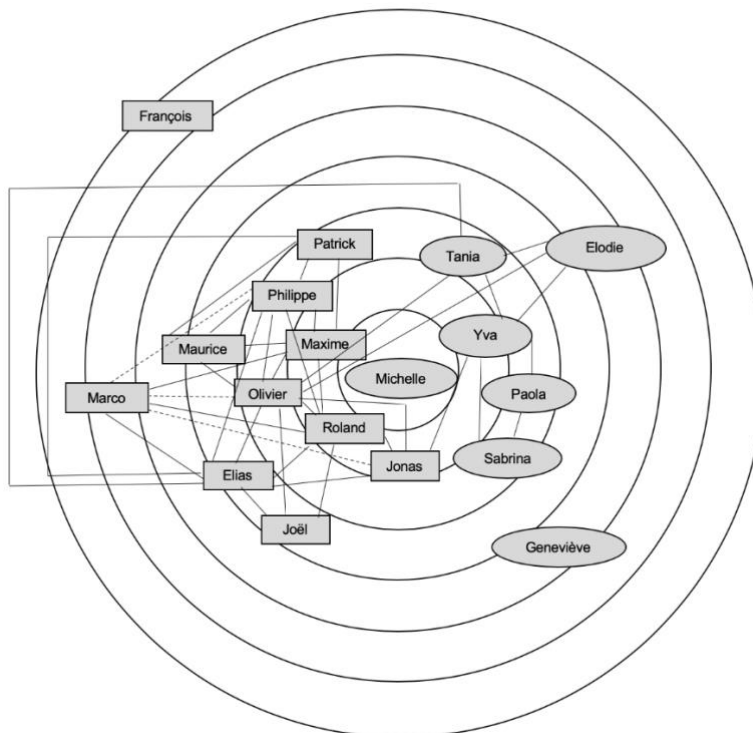 François
Patrick
Tania
Elodie
Philippe
Yva
Maurice
Maxime
Michelle
Marco
Olivier
Paola
Roland
Sabrina
Jonas
Elias
Joël
Geneviève